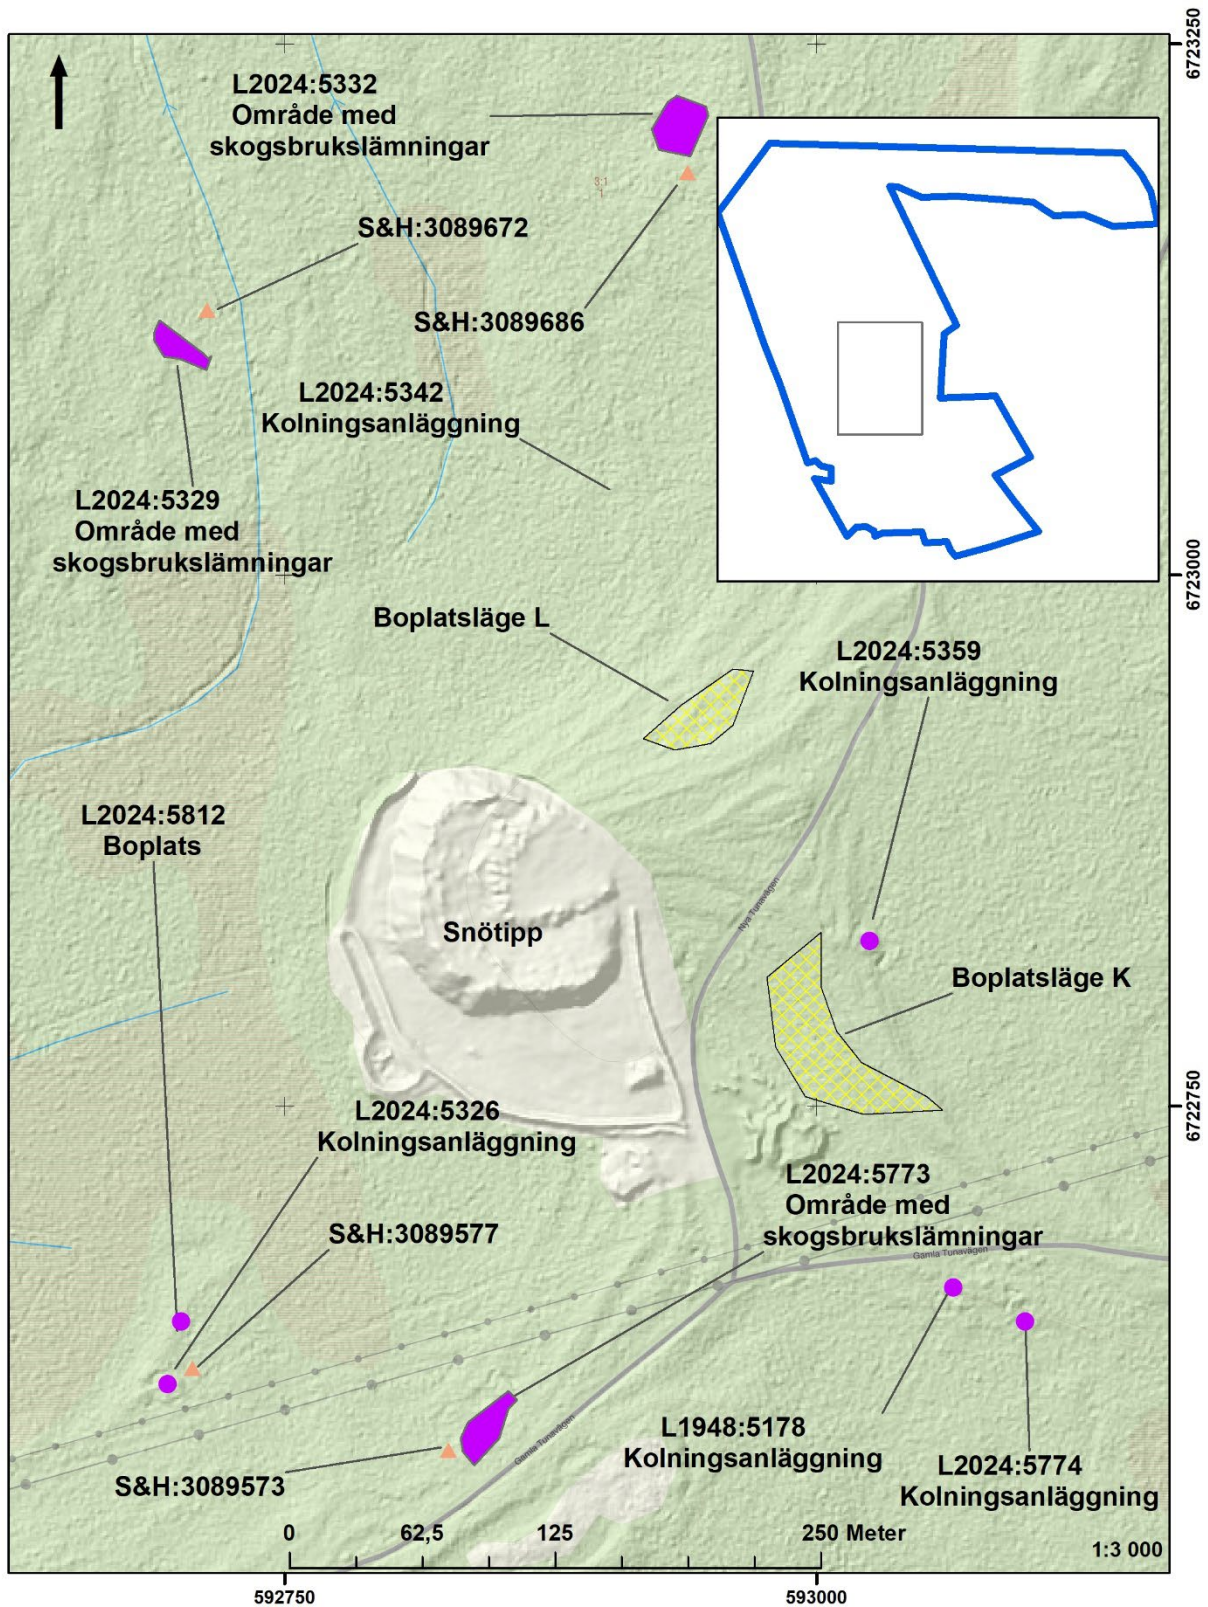 L2024:5332
Område med
skogsbrukslämningar
S&H:3089672
S&H:3089686
L2024:5342
Kolningsanläggning
L2024:5329
Område med
skogsbrukslämningar
Boplatsläge L
L2024:5359
Kolningsanläggning
L2024:5812
Boplats
Nya Tunavägen
Snötipp
Boplatsläge K
L2024:5326
Kolningsanläggning
L2024:5773
Område med
skogsbrukslämningar
S&H:3089577
Gamla Tunavägen
Gamla Tunavägen
L1948:5178
Kolningsanläggning
L2024:5774
Kolningsanläggning
S&H:3089573
0 62,5 125 250 Meter
1:3 000
592750 593000
6723250
6723000
6722750